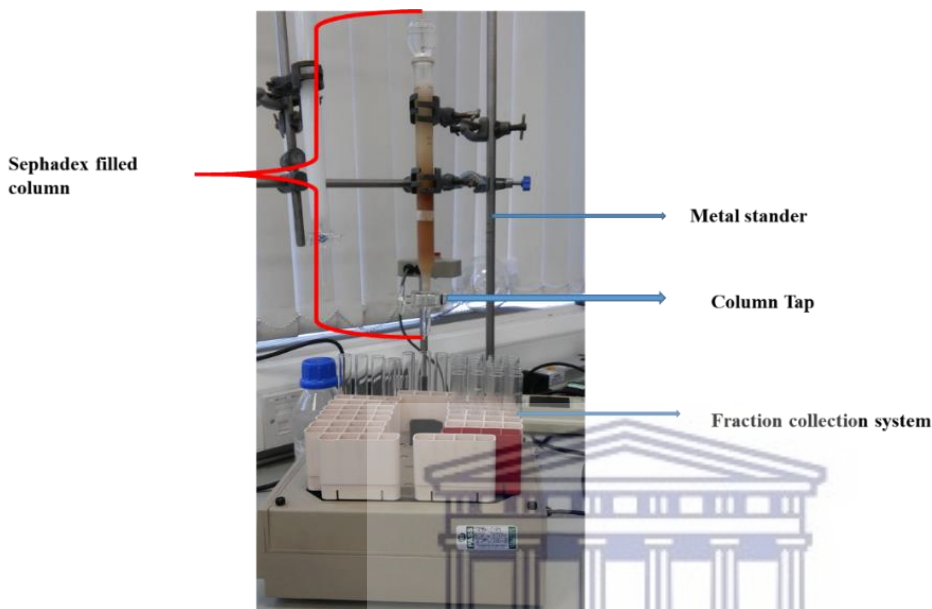 Sephadex filled
column
Metal stander
Column Tap
Fraction collection system